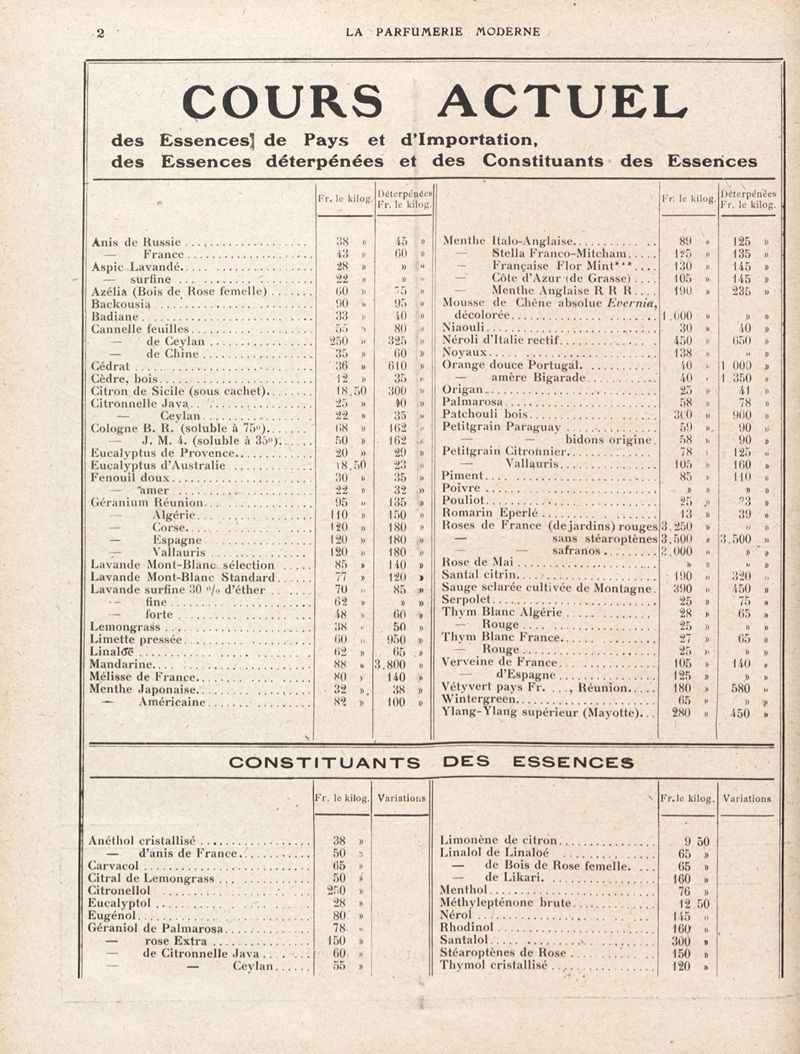 2
LA PARFUMERIE MODERNE
COURS ACTUEL
des Essences de Pays et d'Importation,
des Essences déterpénées et des Constituants des Essences
Fr. le kilog. Déterpénées Fr. le kilog.
Anis de Russie 38 » 45 »
— France 43 » 60 »
Aspic Lavandé 28 » » »
— surfine 22 » » »
Azélia (Bois de Rose femelle) 60 » 75 »
Backousia 90 » 95 »
Badiane 33 » 40 »
Cannelle feuilles 55 » 80 »
— de Ceylan 250 » 325 »
— de Chine 35 » 60 »
Cédrat 36 » 610 »
Cèdre, bois 12 » 35 »
Citron de Sicile (sous cachet) 18.50 300 »
Citronnelle Java 25 » 40 »
— Ceylan 22 » 35 »
Cologne B. R. (soluble à 75°) 68 » 162 »
— J. M. 4. (soluble à 35°) 50 » 162 »
Eucalyptus de Provence 20 » 29 »
Eucalyptus d'Australie 18.50 23 »
Fenouil doux 30 » 35 »
— amer 22 » 32 »
Géranium Réunion 95 » 135 »
— Algérie 110 » 150 »
— Corse 120 » 180 »
— Espagne 120 » 180 »
— Vallauris 120 » 180 »
Lavande Mont-Blanc sélection 85 » 140 »
Lavande Mont-Blanc Standard 77 » 120 »
Lavande surfine 30 o/o d'éther 70 » 85 »
— fine 62 » » »
— forte 48 » 60 »
Lemongrass 38 » 50 »
Limette pressée 60 » 950 »
Linaloë 62 » 65 »
Mandarine 88 » 3.800 »
Mélisse de France 80 » 140 »
Menthe Japonaise 32 » 38 »
— Américaine 82 » 100 »
Fr. le kilog. Déterpénées Fr. le kilog.
Menthe Italo-Anglaise 89 » 125 »
— Stella Franco-Mitcham 125 » 135 »
— Française Flor Mint*** 130 » 145 »
— Côte d'Azur (de Grasse) 105 » 145 »
— Menthe Anglaise R R R 190 » 235 »
Mousse de Chêne absolue Evernia,
décolorée 1.600 » » »
Niaouli 30 » 40 »
Néroli d'Italie rectif 450 » 650 »
Noyaux 138 » » »
Orange douce Portugal 40 » 1 000 »
— amère Bigarade 40 » 1 350 »
Origan 25 » 41 »
Palmarosa 58 » 78 »
Patchouli bois 300 » 900 »
Petitgrain Paraguay 59 » 90 »
— — bidons origine 58 » 90 »
Petitgrain Citronnier 78 » 125 »
— Vallauris 105 » 160 »
Piment 85 » 110 »
Poivre » » » »
Pouliot 25 » 33 »
Romarin Eperlé 13 » 39 »
Roses de France (de jardins) rouges 3.250 » » »
— sans stéaroptènes 3.500 » 3.500 »
— — safranos 3.000 » » »
Rose de Mai » » » »
Santal citrin 190 » 320 »
Sauge sclarée cultivée de Montagne 390 » 450 »
Serpolet 25 » 75 »
Thym Blanc Algérie 28 » 65 »
— Rouge 25 » » »
Thym Blanc France 27 » 65 »
— Rouge 25 » » »
Verveine de France 105 » 140 »
— d'Espagne 125 » » »
Vétyvert pays Fr. ..., Réunion 180 » 580 »
Wintergreen 65 » » »
Ylang-Ylang supérieur (Mayotte) 280 » 450 »
CONSTITUANTS DES ESSENCES
Fr. le kilog. Variations
Anéthol cristallisé 38 »
— d'anis de France 50 »
Carvacol 65 »
Citral de Lemongrass 50 »
Citronellol 250 »
Eucalyptol 28 »
Eugénol 80 »
Géraniol de Palmarosa 78 »
— rose Extra 150 »
— de Citronnelle Java 60 »
— — Ceylan 55 »
Fr. le kilog. Variations
Limonène de citron 9 50
Linalol de Linaloé 65 »
— de Bois de Rose femelle 65 »
— de Likari 160 »
Menthol 76 »
Méthylepténone brute 12 50
Nérol 145 »
Rhodinol 160 »
Santalol 300 »
Stéaroptènes de Rose 150 »
Thymol cristallisé 120 »